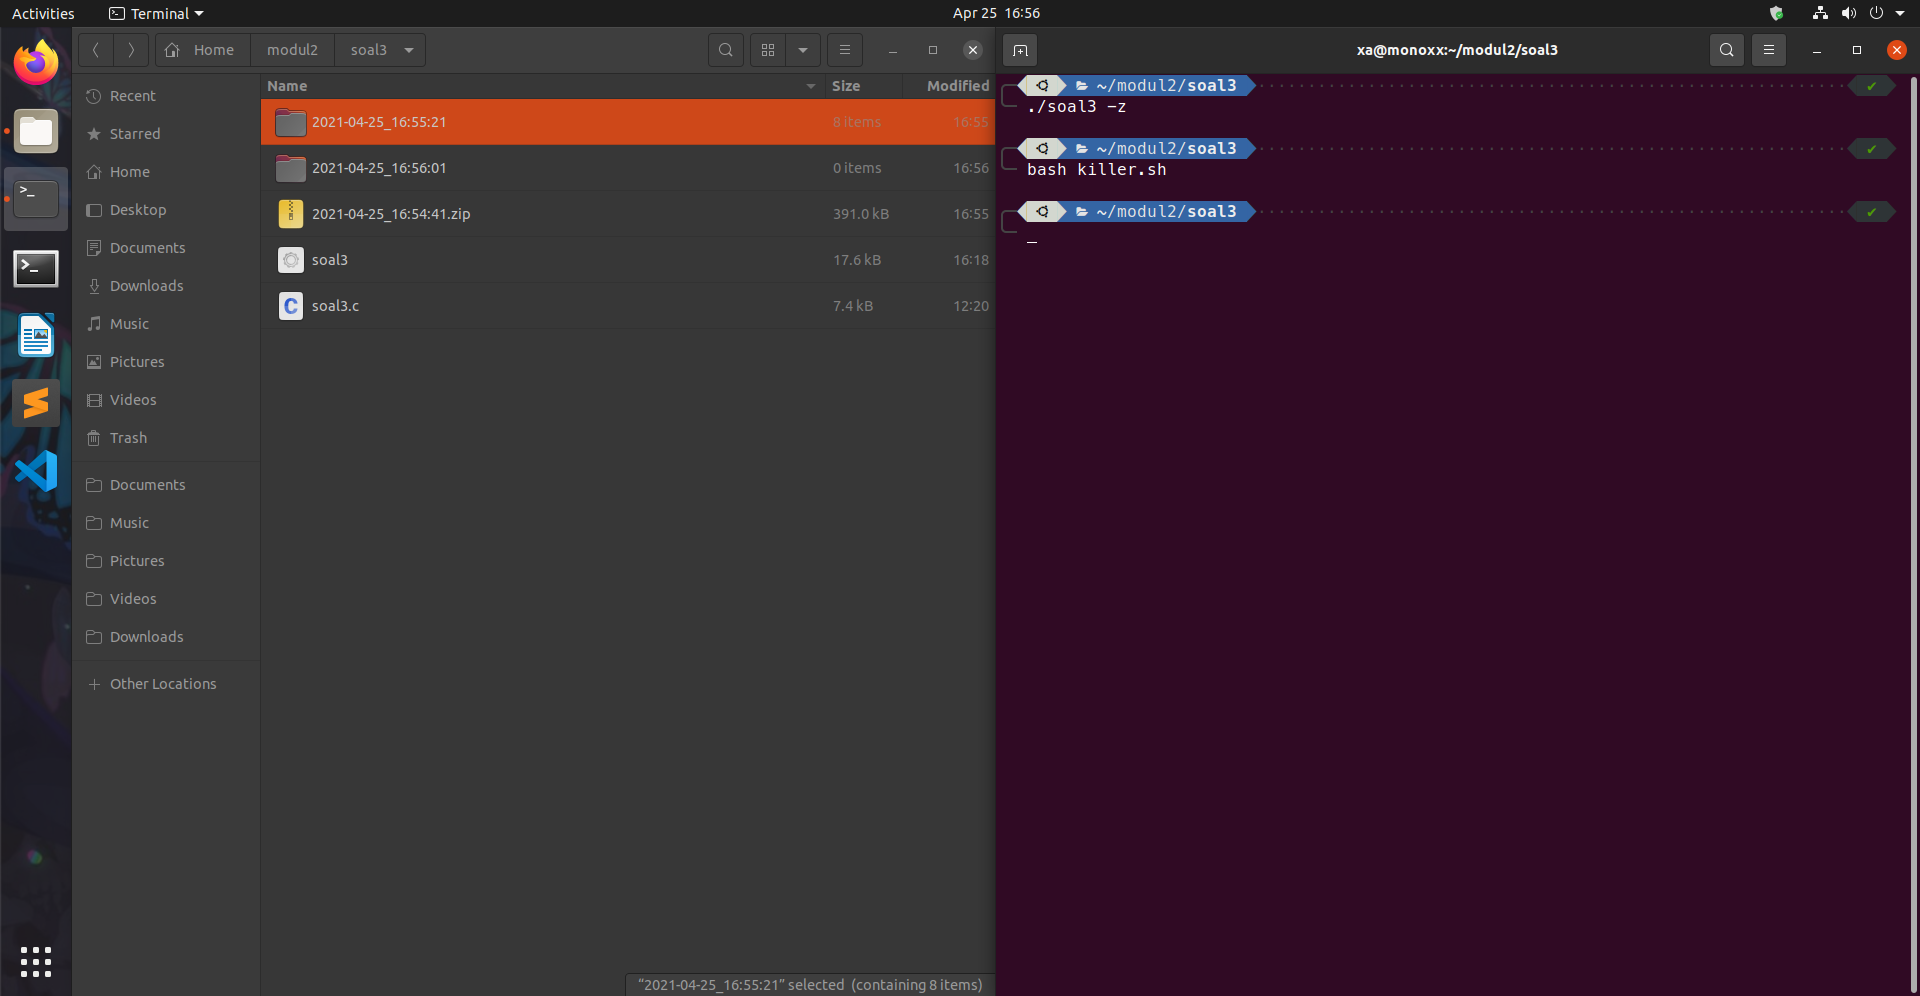 Activities Terminal Apr 25 16:56
Home modul2 soal3
Recent
Starred
Home
Desktop
Documents
Downloads
Music
Pictures
Videos
Trash
Documents
Music
Pictures
Videos
Downloads
Other Locations
Name Size Modified
2021-04-25_16:55:21 8 items 16:55
2021-04-25_16:56:01 0 items 16:56
2021-04-25_16:54:41.zip 391.0 kB 16:55
soal3 17.6 kB 16:18
C soal3.c 7.4 kB 12:20
"2021-04-25_16:55:21" selected (containing 8 items)
xa@monoxx:~/modul2/soal3
~/modul2/soal3
./soal3 -z
~/modul2/soal3
bash killer.sh
~/modul2/soal3